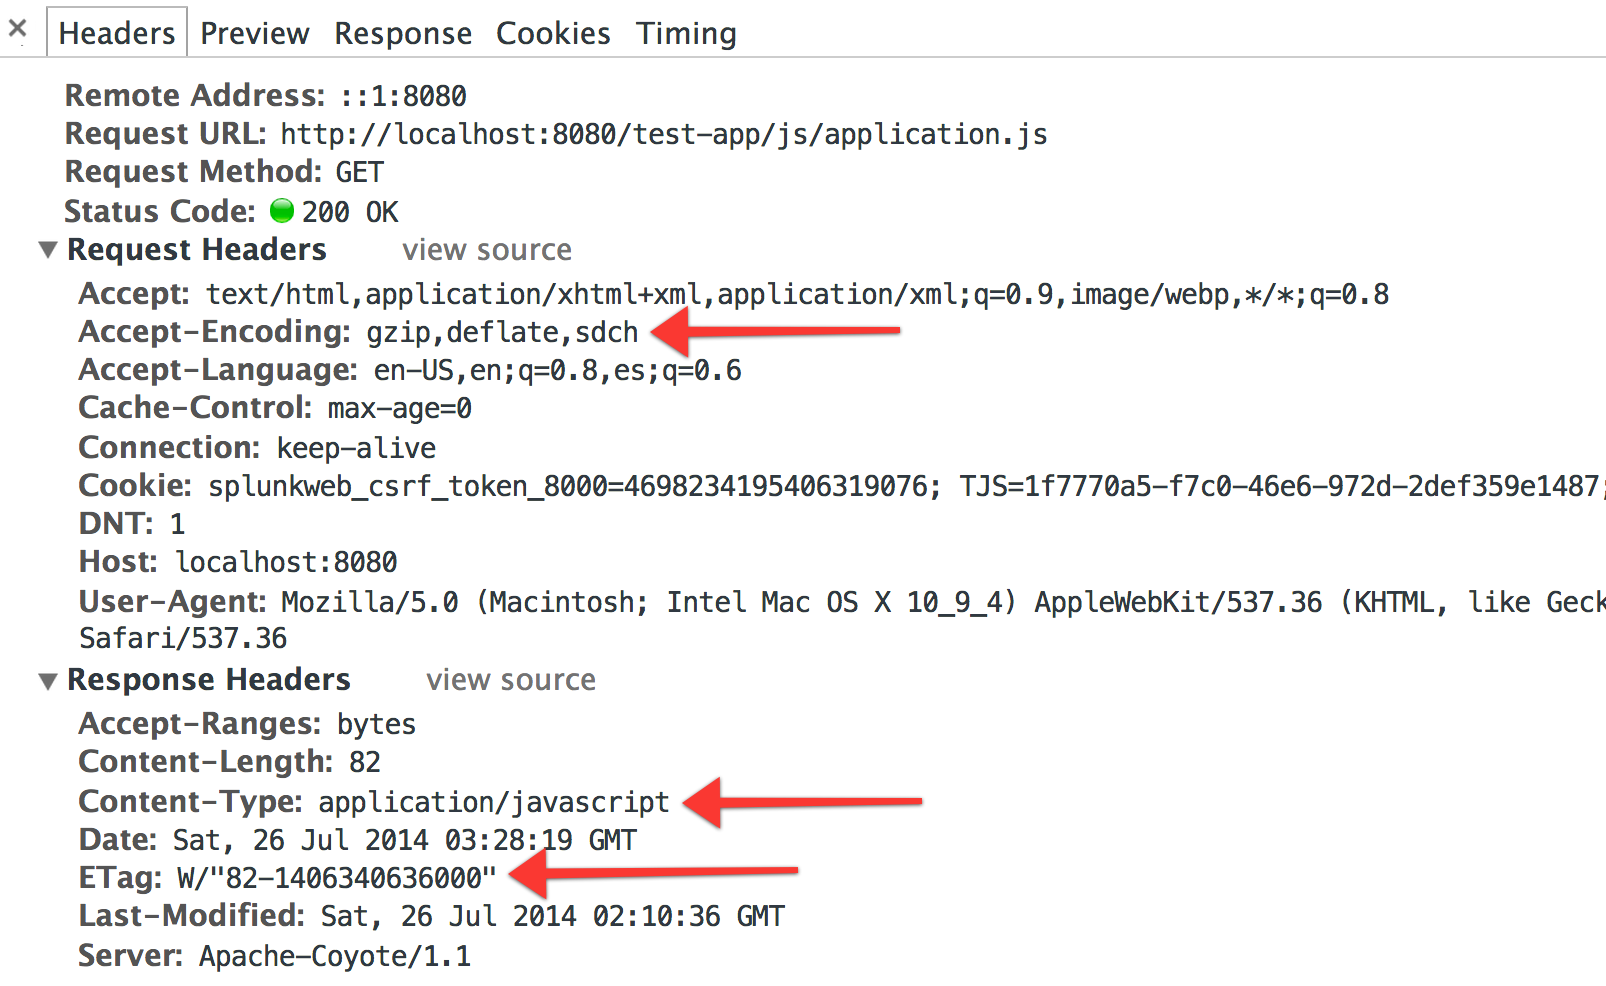 × Headers Preview Response Cookies Timing
Remote Address: ::1:8080
Request URL: http://localhost:8080/test-app/js/application.js
Request Method: GET
Status Code: 200 OK
Request Headers view source
Accept: text/html,application/xhtml+xml,application/xml;q=0.9,image/webp,*/*;q=0.8
Accept-Encoding: gzip,deflate,sdch
Accept-Language: en-US,en;q=0.8,es;q=0.6
Cache-Control: max-age=0
Connection: keep-alive
Cookie: splunkweb_csrf_token_8000=4698234195406319076; TJS=1f7770a5-f7c0-46e6-972d-2def359e1487;
DNT: 1
Host: localhost:8080
User-Agent: Mozilla/5.0 (Macintosh; Intel Mac OS X 10_9_4) AppleWebKit/537.36 (KHTML, like Geck
Safari/537.36
Response Headers view source
Accept-Ranges: bytes
Content-Length: 82
Content-Type: application/javascript
Date: Sat, 26 Jul 2014 03:28:19 GMT
ETag: W/"82-1406340636000"
Last-Modified: Sat, 26 Jul 2014 02:10:36 GMT
Server: Apache-Coyote/1.1